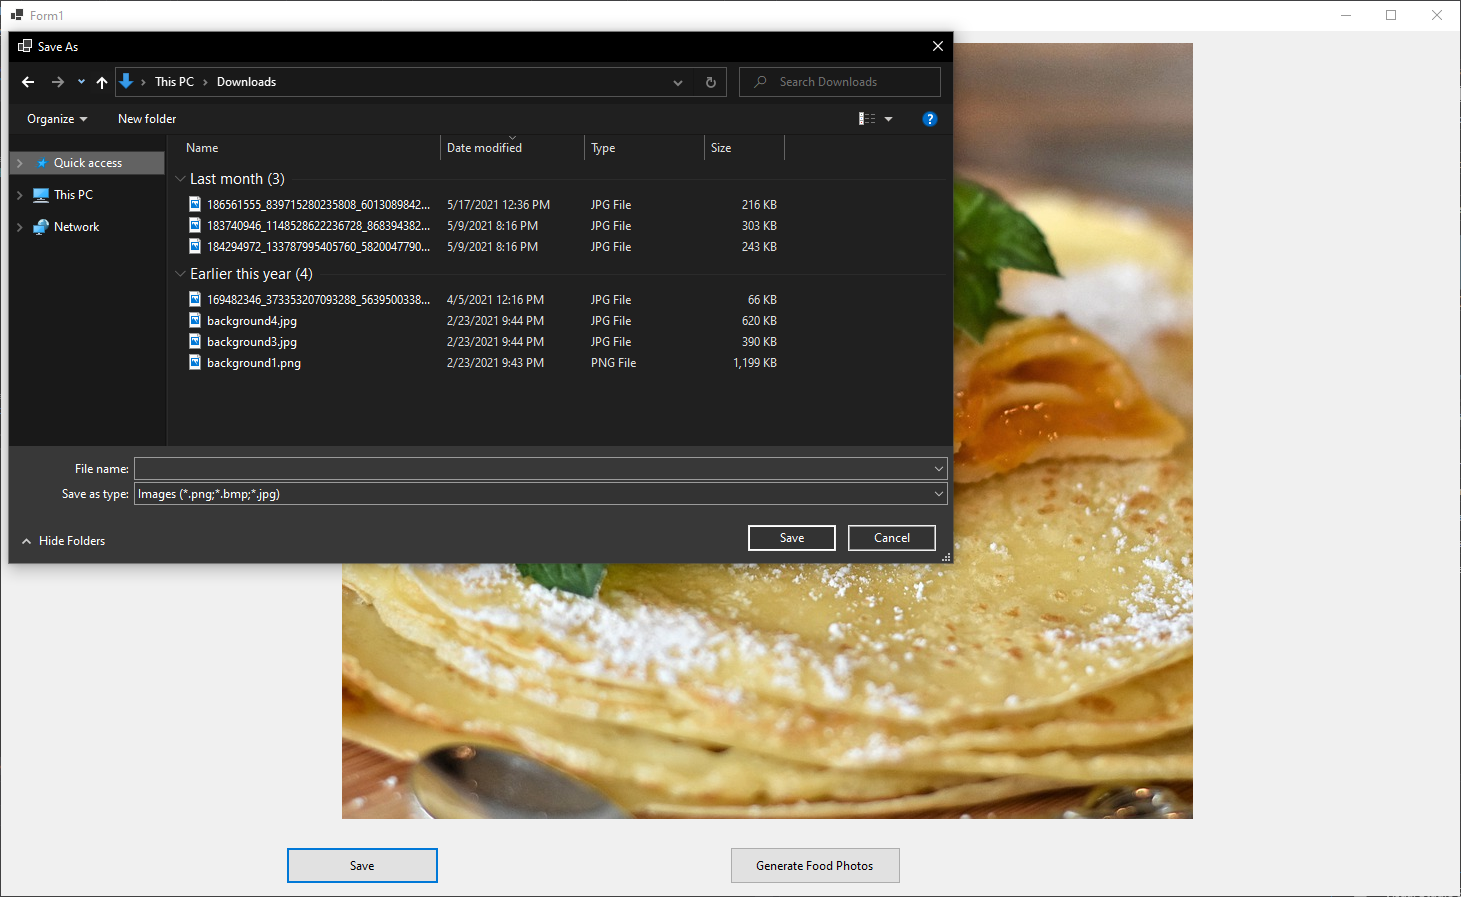 Form1
Save As
This PC > Downloads
Search Downloads
Organize
New folder
?
Name
Date modified
Type
Size
Quick access
This PC
Network
Last month (3)
186561555_839715280235808_6013089842... 5/17/2021 12:36 PM JPG File 216 KB
183740946_1148528622236728_868394382... 5/9/2021 8:16 PM JPG File 303 KB
184294972_133787995405760_5820047790... 5/9/2021 8:16 PM JPG File 243 KB
Earlier this year (4)
169482346_373353207093288_5639500338... 4/5/2021 12:16 PM JPG File 66 KB
background4.jpg 2/23/2021 9:44 PM JPG File 620 KB
background3.jpg 2/23/2021 9:44 PM JPG File 390 KB
background1.png 2/23/2021 9:43 PM PNG File 1,199 KB
File name:
Save as type: Images (*.png;*.bmp;*.jpg)
Hide Folders
Save
Cancel
Save
Generate Food Photos